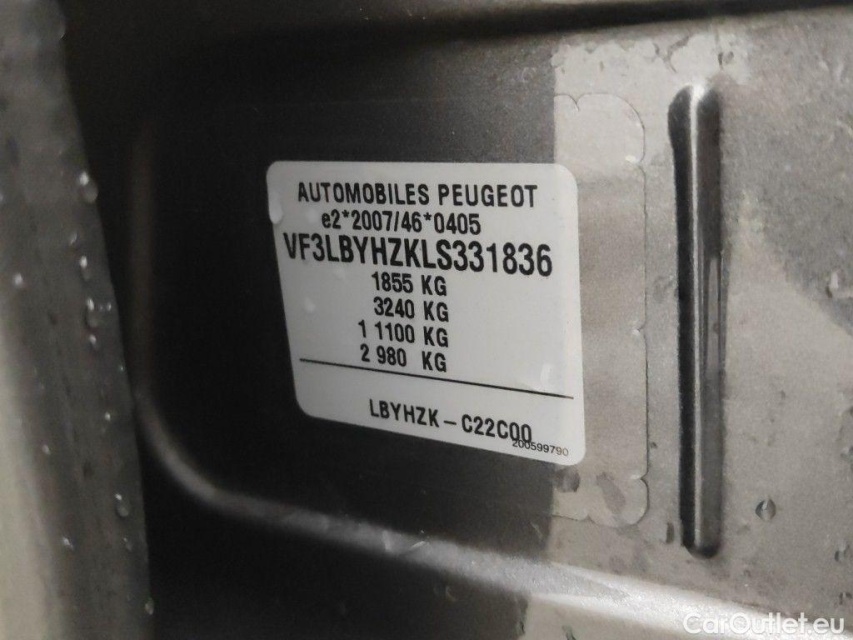 AUTOMOBILES PEUGEOT
e2*2007/46*0405
VF3LBYHZKLS331836
1855 KG
3240 KG
1 1100 KG
2 980 KG
LBYHZK-C22C00
200599790
CarOutlet.eu